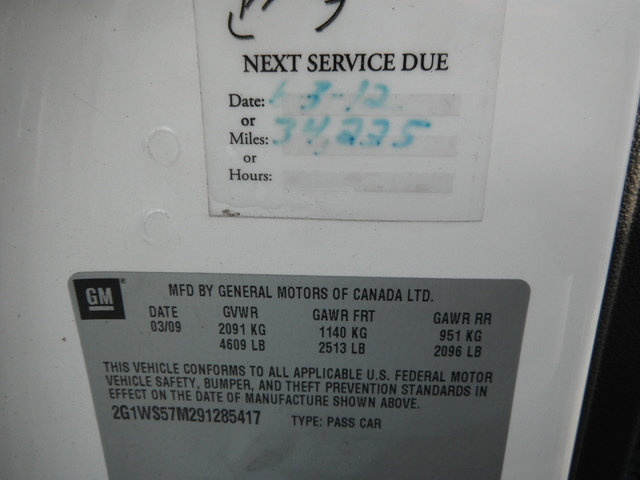 NEXT SERVICE DUE
Date: 1-3-12
or
Miles: 34,225
or
Hours:
GM
MFD BY GENERAL MOTORS OF CANADA LTD.
DATE GVWR GAWR FRT GAWR RR
03/09 2091 KG 1140 KG 951 KG
4609 LB 2513 LB 2096 LB
THIS VEHICLE CONFORMS TO ALL APPLICABLE U.S. FEDERAL MOTOR
VEHICLE SAFETY, BUMPER, AND THEFT PREVENTION STANDARDS IN
EFFECT ON THE DATE OF MANUFACTURE SHOWN ABOVE.
2G1WS57M291285417 TYPE: PASS CAR